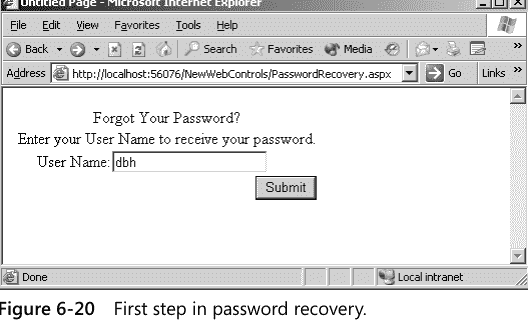 Untitled Page - Microsoft Internet Explorer
File Edit View Favorites Tools Help
Back Search Favorites Media »
Address http://localhost:56076/NewWebControls/PasswordRecovery.aspx Go Links »
Forgot Your Password?
Enter your User Name to receive your password.
User Name: dbh
Submit
Done Local intranet
Figure 6-20 First step in password recovery.